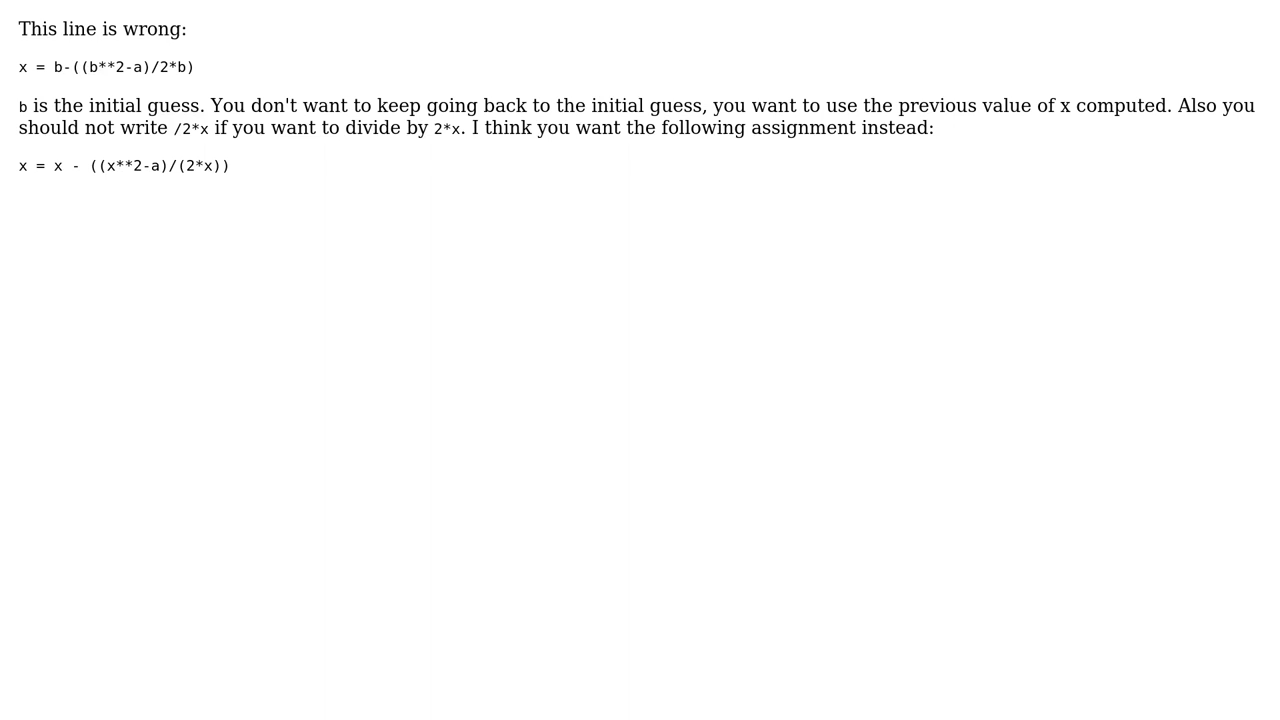 This line is wrong:
x = b-((b**2-a)/2*b)
b is the initial guess. You don't want to keep going back to the initial guess, you want to use the previous value of x computed. Also you
should not write /2*x if you want to divide by 2*x. I think you want the following assignment instead:
x = x - ((x**2-a)/(2*x))